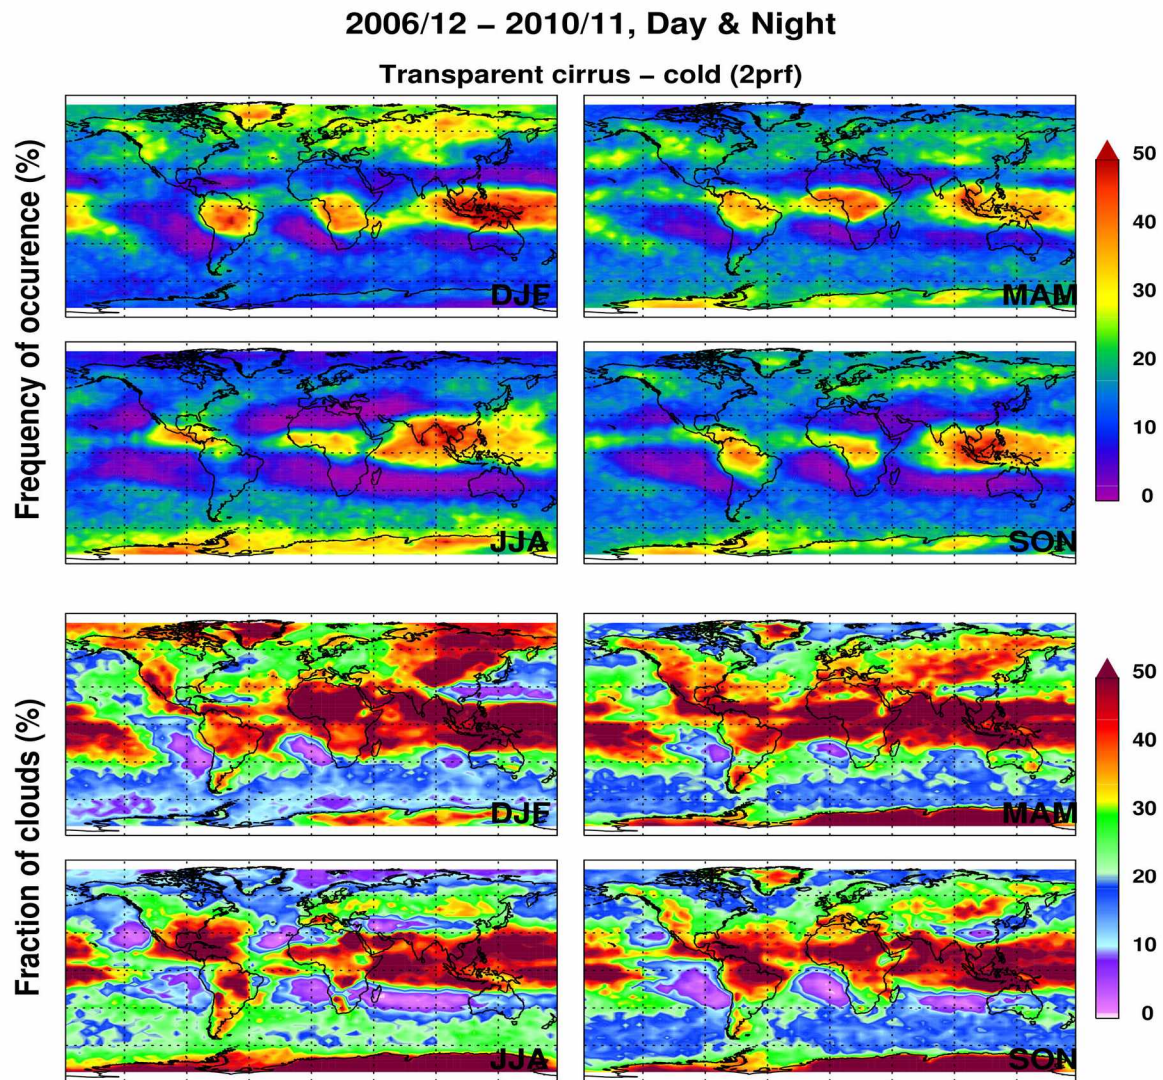 2006/12 – 2010/11, Day & Night
Transparent cirrus – cold (2prf)
Frequency of occurence (%)
DJF
MAM
JJA
SON
50
40
30
20
10
0
Fraction of clouds (%)
DJF
MAM
JJA
SON
50
40
30
20
10
0